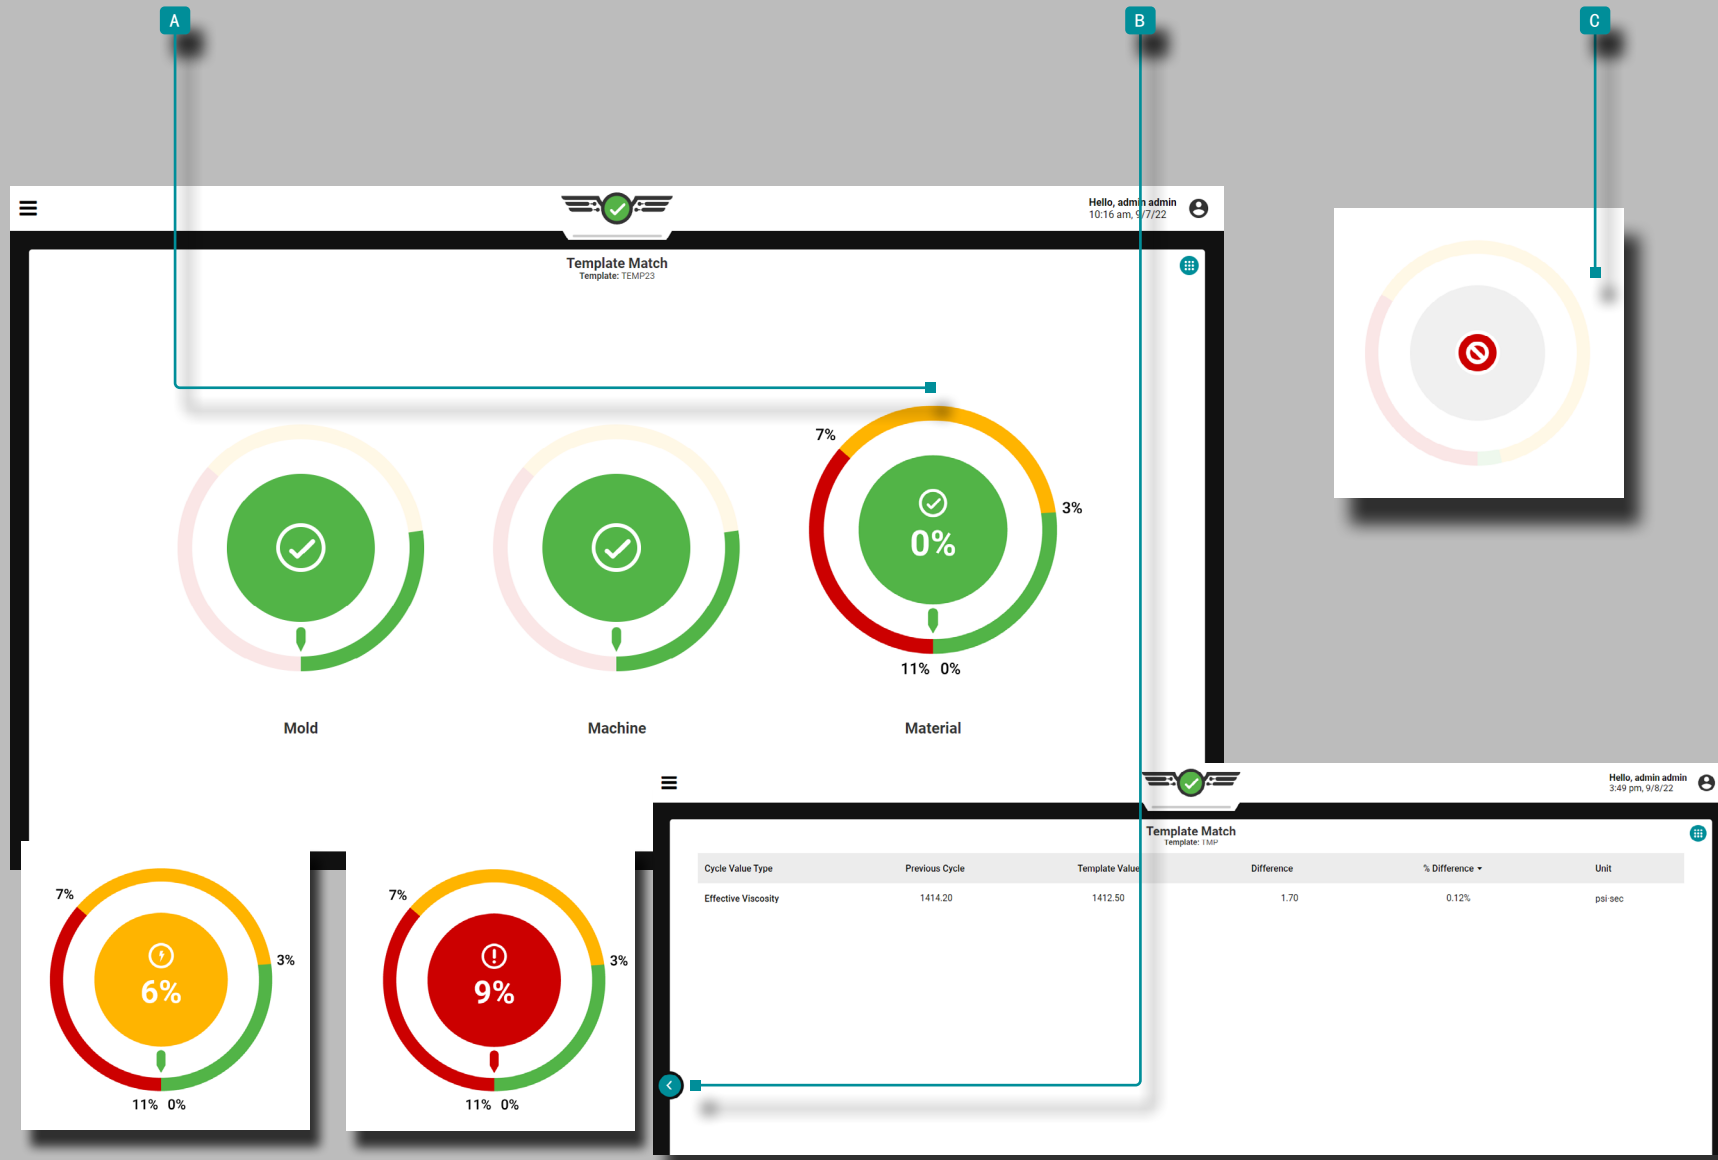 A
B
C
Hello, admin admin
10:16 am, 9/7/22
Template Match
Template: TEMP23
7%
3%
0%
11% 0%
Mold
Machine
Material
Hello, admin admin
3:49 pm, 9/8/22
Template Match
Template: TMP
Cycle Value Type Previous Cycle Template Value Difference % Difference Unit
Effective Viscosity 1414.20 1412.50 1.70 0.12% psi-sec
7%
3%
6%
11% 0%
7%
3%
9%
11% 0%